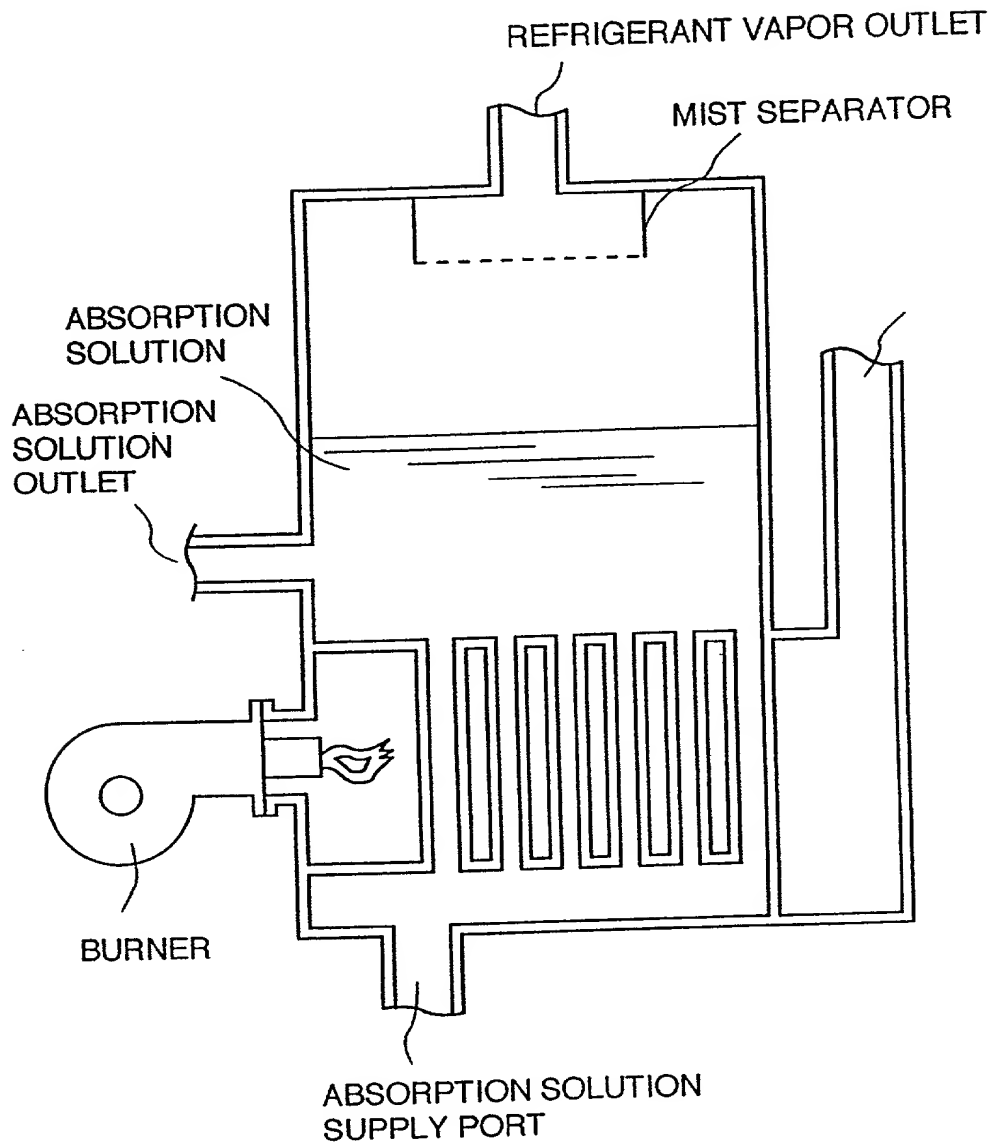 REFRIGERANT VAPOR OUTLET
MIST SEPARATOR
ABSORPTION
SOLUTION
ABSORPTION
SOLUTION
OUTLET
BURNER
ABSORPTION SOLUTION
SUPPLY PORT